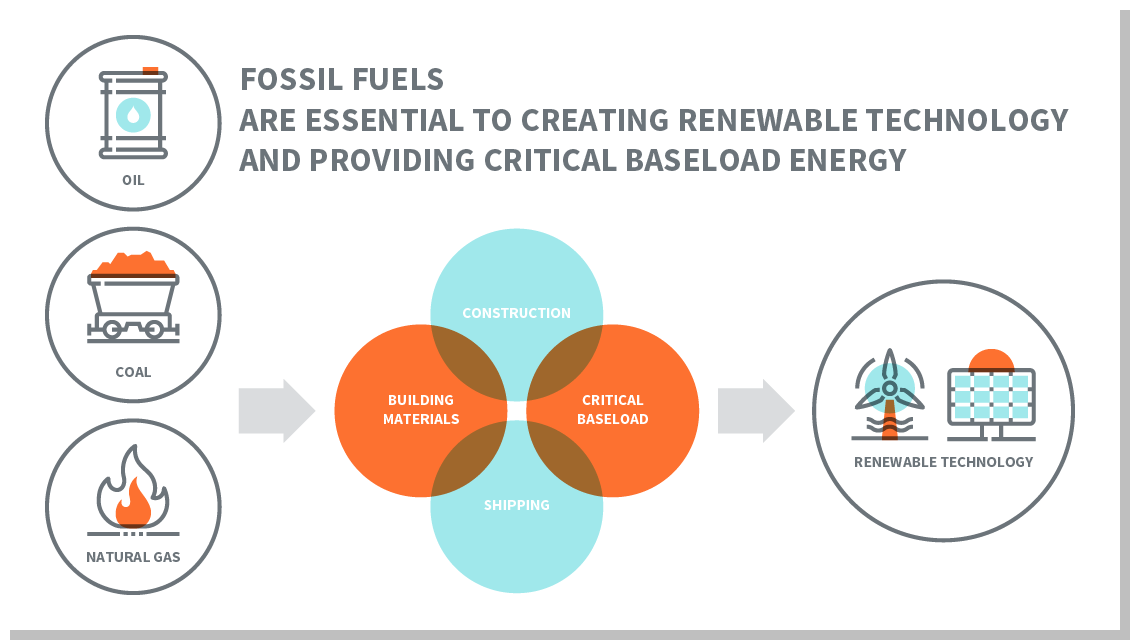 FOSSIL FUELS
ARE ESSENTIAL TO CREATING RENEWABLE TECHNOLOGY
AND PROVIDING CRITICAL BASELOAD ENERGY
OIL
COAL
NATURAL GAS
CONSTRUCTION
BUILDING
MATERIALS
CRITICAL
BASELOAD
SHIPPING
RENEWABLE TECHNOLOGY